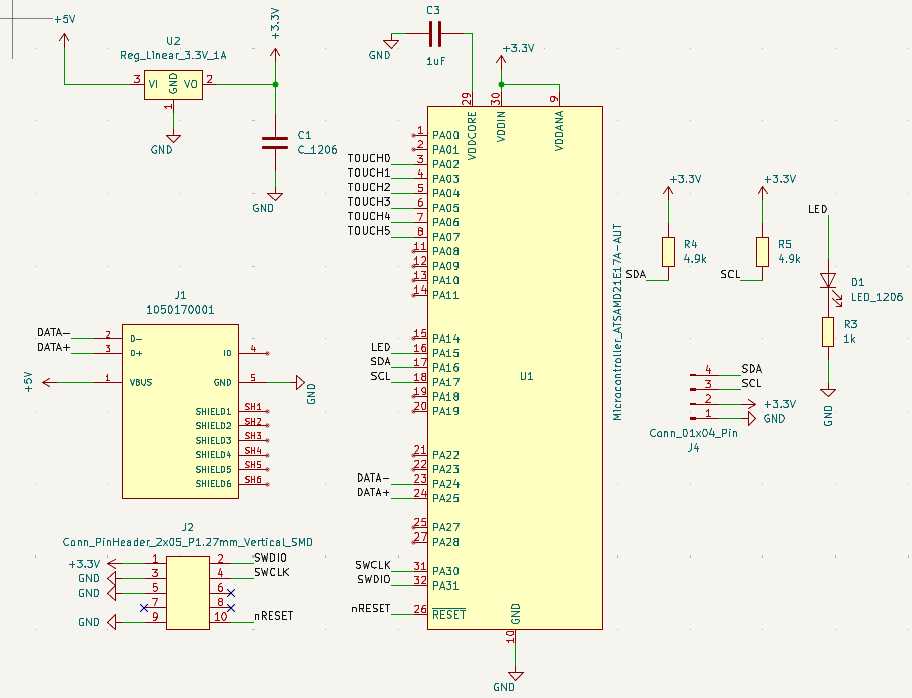 +5V
U2
Reg_Linear_3.3V_1A
3 VI GND VO 2
1
GND
+3.3V
C1
C_1206
GND
C3
1uF
GND
+3.3V
29 30 9
VDDCORE VDDIN VDDANA
1 PA00
2 PA01
TOUCH0 3 PA02
TOUCH1 4 PA03
TOUCH2 5 PA04
TOUCH3 6 PA05
TOUCH4 7 PA06
TOUCH5 8 PA07
11 PA08
12 PA09
13 PA10
14 PA11
15 PA14
LED 16 PA15
SDA 17 PA16
SCL 18 PA17
19 PA18
20 PA19
21 PA22
22 PA23
DATA- 23 PA24
DATA+ 24 PA25
25 PA27
27 PA28
SWCLK 31 PA30
SWDIO 32 PA31
nRESET 26 RESET
GND
10
GND
U1
Microcontroller_ATSAMD21E17A-AUT
J1
1050170001
DATA- 2 D-
DATA+ 3 D+
ID 4
+5V
1 VBUS
GND 5
GND
SHIELD1 SH1
SHIELD2 SH2
SHIELD3 SH3
SHIELD4 SH4
SHIELD5 SH5
SHIELD6 SH6
J2
Conn_PinHeader_2x05_P1.27mm_Vertical_SMD
+3.3V 1 2 SWDIO
GND 3 4 SWCLK
GND 5 6
7 8
GND 9 10 nRESET
+3.3V
R4
4.9k
SDA
+3.3V
R5
4.9k
SCL
LED
D1
LED_1206
R3
1k
GND
4 SDA
3 SCL
2 +3.3V
1 GND
Conn_01x04_Pin
J4